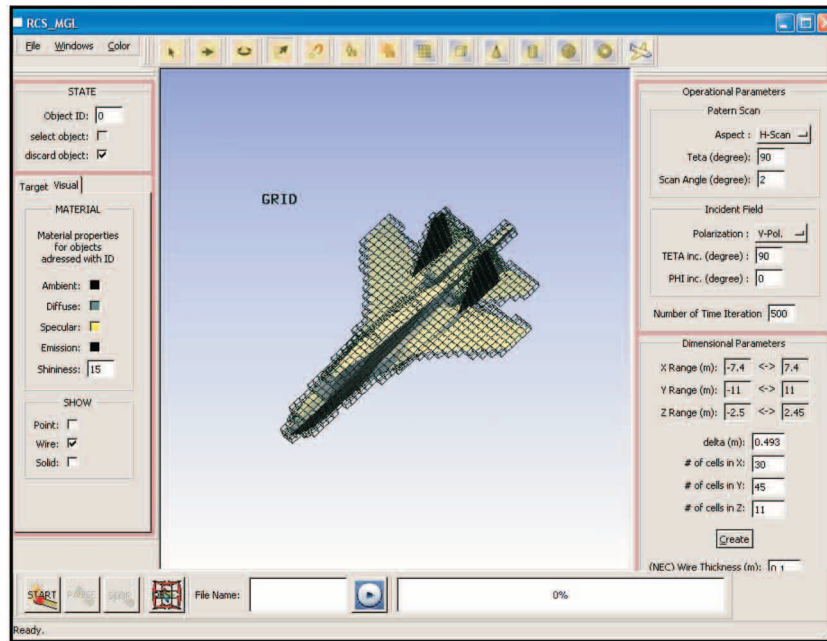 RCS_MGL
File Windows Color
STATE
Object ID: 0
select object:
discard object:
Target Visual
MATERIAL
Material properties
for objects
adressed with ID
Ambient:
Diffuse:
Specular:
Emission:
Shininess: 15
SHOW
Point:
Wire:
Solid:
GRID
Operational Parameters
Patern Scan
Aspect : H-Scan
Teta (degree): 90
Scan Angle (degree): 2
Incident Field
Polarization : V-Pol.
TETA inc. (degree) : 90
PHI inc. (degree) : 0
Number of Time Iteration 500
Dimensional Parameters
X Range (m): -7.4 <-> 7.4
Y Range (m): -11 <-> 11
Z Range (m): -2.5 <-> 2.45
delta (m): 0.493
# of cells in X: 30
# of cells in Y: 45
# of cells in Z: 11
Create
(NEC) Wire Thickness (m): 0.1
START PAUSE File Name: 0%
Ready.